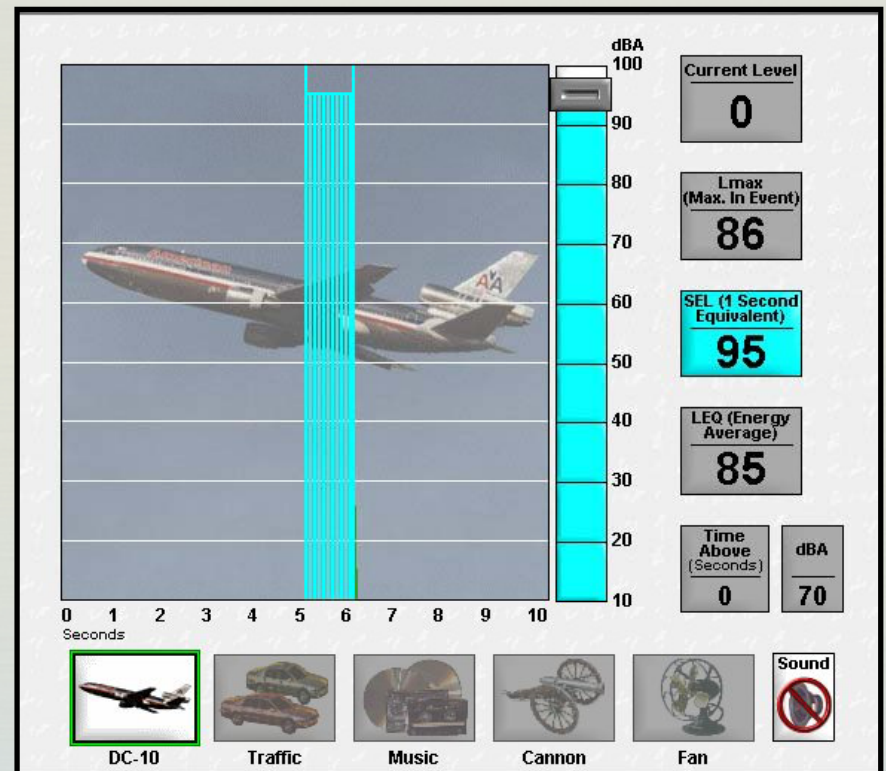 dBA
100
90
80
70
60
50
40
30
20
10
0 1 2 3 4 5 6 7 8 9 10
Seconds
Current Level
0
Lmax
(Max. In Event)
86
SEL (1 Second
Equivalent)
95
LEQ (Energy
Average)
85
Time
Above
(Seconds)
0
dBA
70
American
AA
DC-10
Traffic
Music
Cannon
Fan
Sound